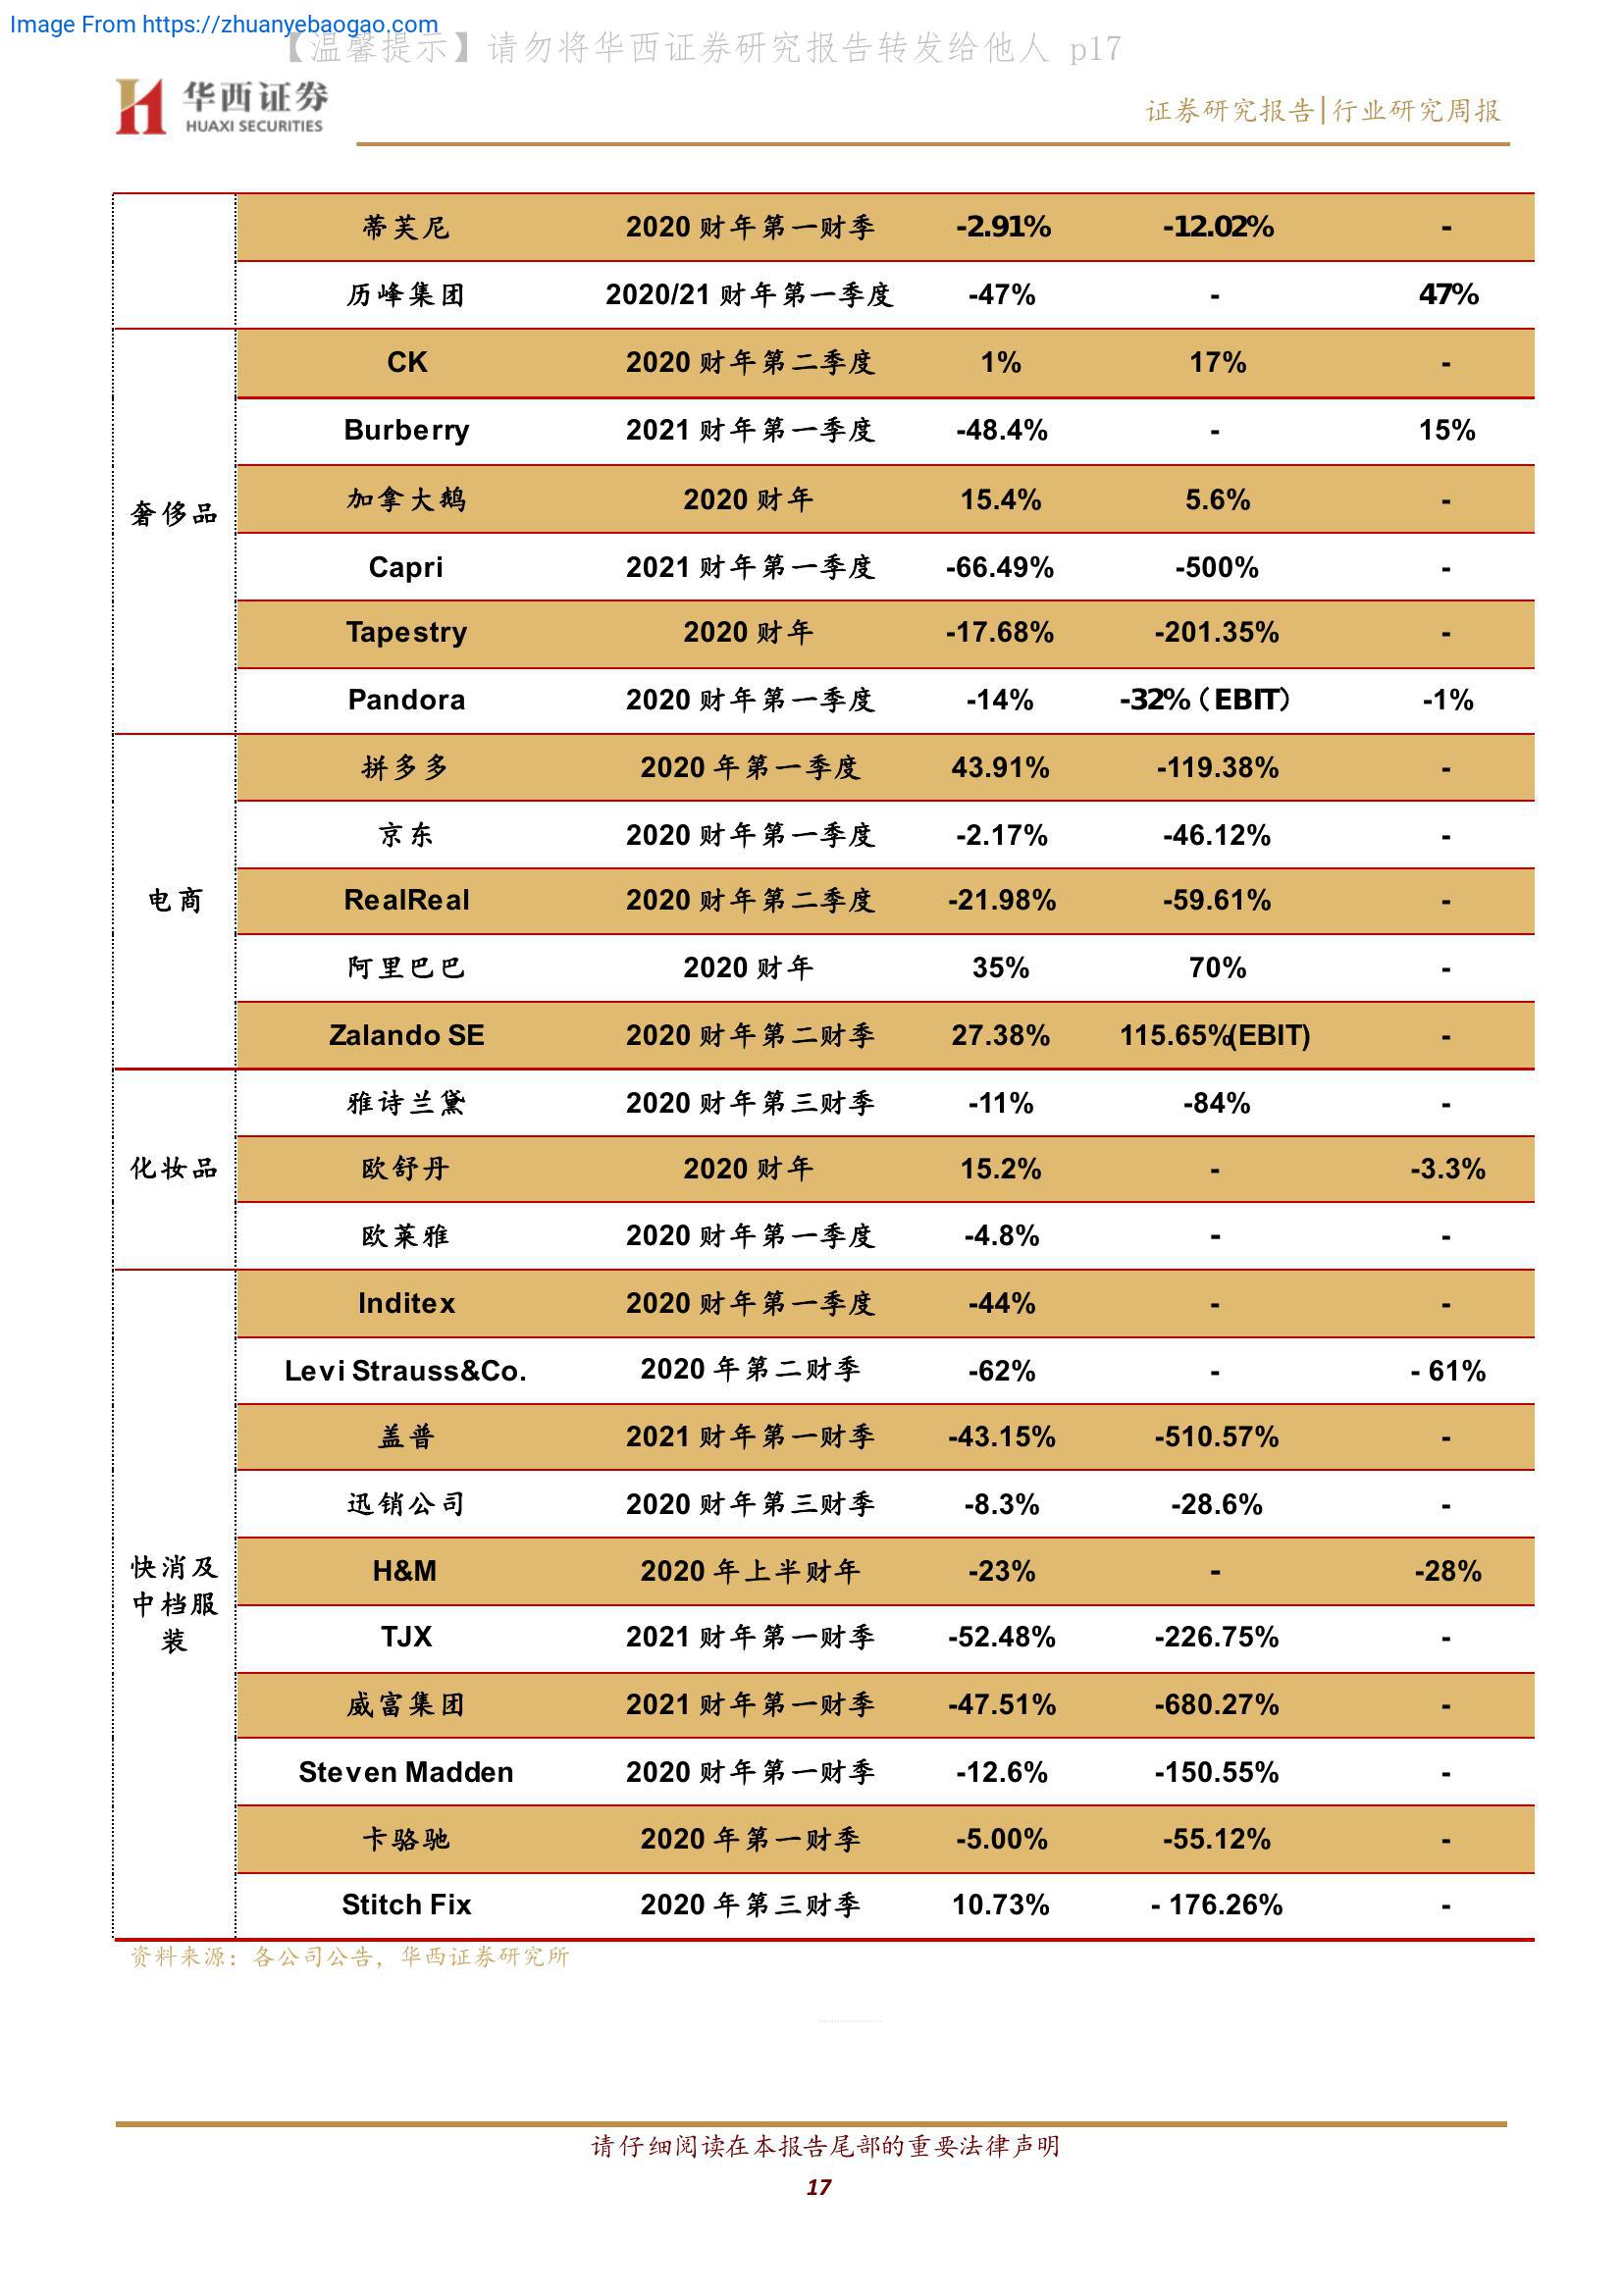 Image From https://zhuanyebaogao.com
【温馨提示】请勿将华西证券研究报告转发给他人 p17
华西证券
HUAXI SECURITIES
证券研究报告|行业研究周报
蒂芙尼 2020 财年第一财季 -2.91% -12.02% -
历峰集团 2020/21 财年第一季度 -47% - 47%
奢侈品
CK 2020 财年第二季度 1% 17% -
Burberry 2021 财年第一季度 -48.4% - 15%
加拿大鹅 2020 财年 15.4% 5.6% -
Capri 2021 财年第一季度 -66.49% -500% -
Tapestry 2020 财年 -17.68% -201.35% -
Pandora 2020 财年第一季度 -14% -32%（EBIT） -1%
电商
拼多多 2020 年第一季度 43.91% -119.38% -
京东 2020 财年第一季度 -2.17% -46.12% -
RealReal 2020 财年第二季度 -21.98% -59.61% -
阿里巴巴 2020 财年 35% 70% -
Zalando SE 2020 财年第二财季 27.38% 115.65%(EBIT) -
化妆品
雅诗兰黛 2020 财年第三财季 -11% -84% -
欧舒丹 2020 财年 15.2% - -3.3%
欧莱雅 2020 财年第一季度 -4.8% - -
快消及
中档服
装
Inditex 2020 财年第一季度 -44% - -
Levi Strauss&Co. 2020 年第二财季 -62% - - 61%
盖普 2021 财年第一财季 -43.15% -510.57% -
迅销公司 2020 财年第三财季 -8.3% -28.6% -
H&M 2020 年上半财年 -23% - -28%
TJX 2021 财年第一财季 -52.48% -226.75% -
威富集团 2021 财年第一财季 -47.51% -680.27% -
Steven Madden 2020 财年第一财季 -12.6% -150.55% -
卡骆驰 2020 年第一财季 -5.00% -55.12% -
Stitch Fix 2020 年第三财季 10.73% - 176.26% -
资料来源：各公司公告，华西证券研究所
请仔细阅读在本报告尾部的重要法律声明
17